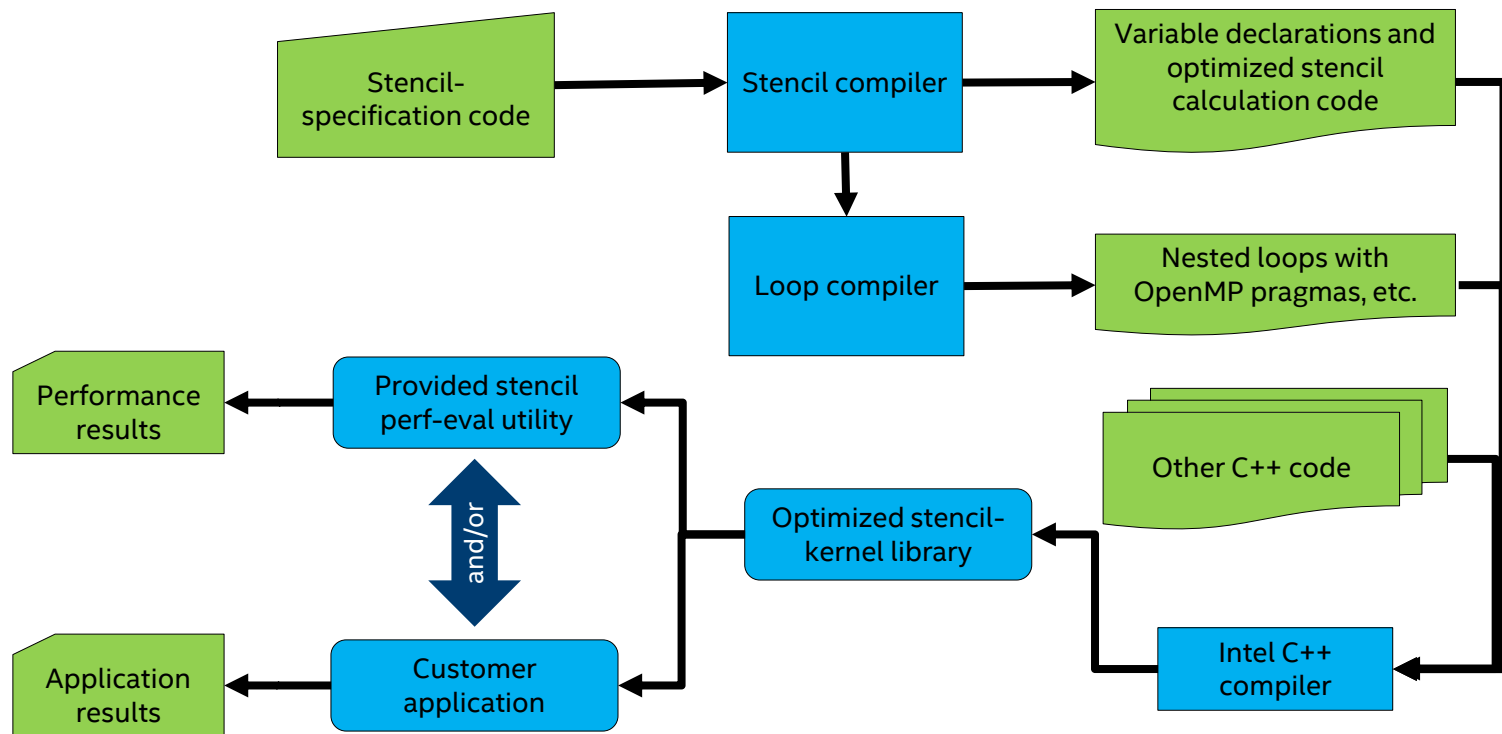 Stencil-
specification code
Stencil compiler
Variable declarations and
optimized stencil
calculation code
Loop compiler
Nested loops with
OpenMP pragmas, etc.
Performance
results
Provided stencil
perf-eval utility
Other C++ code
and/or
Optimized stencil-
kernel library
Application
results
Customer
application
Intel C++
compiler